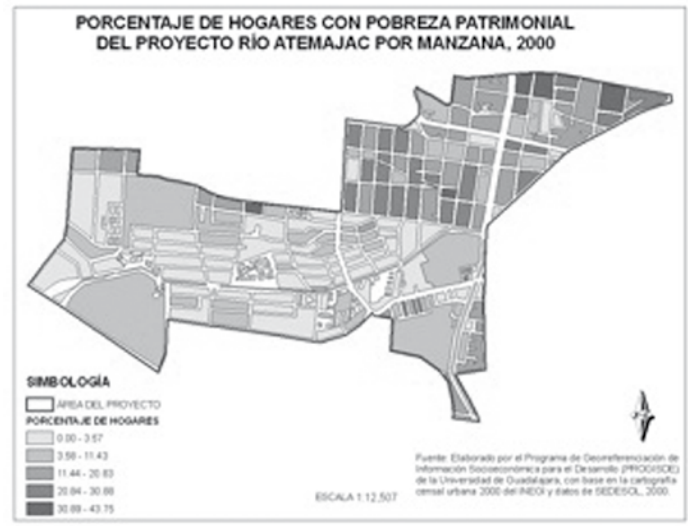 PORCENTAJE DE HOGARES CON POBREZA PATRIMONIAL
DEL PROYECTO RÍO ATEMAJAC POR MANZANA, 2000
SIMBOLOGÍA
ÁREA DEL PROYECTO
PORCENTAJE DE HOGARES
0.00 - 3.57
3.58 - 11.43
11.44 - 20.83
20.84 - 30.88
30.89 - 43.75
ESCALA 1:12,507
Fuente: Elaborado por el Programa de Georreferenciación de
Información Socioeconómica para el Desarrollo (PROGISDE)
de la Universidad de Guadalajara, con base en la cartografía
censal urbana 2000 del INEGI y datos de SEDESOL, 2000.